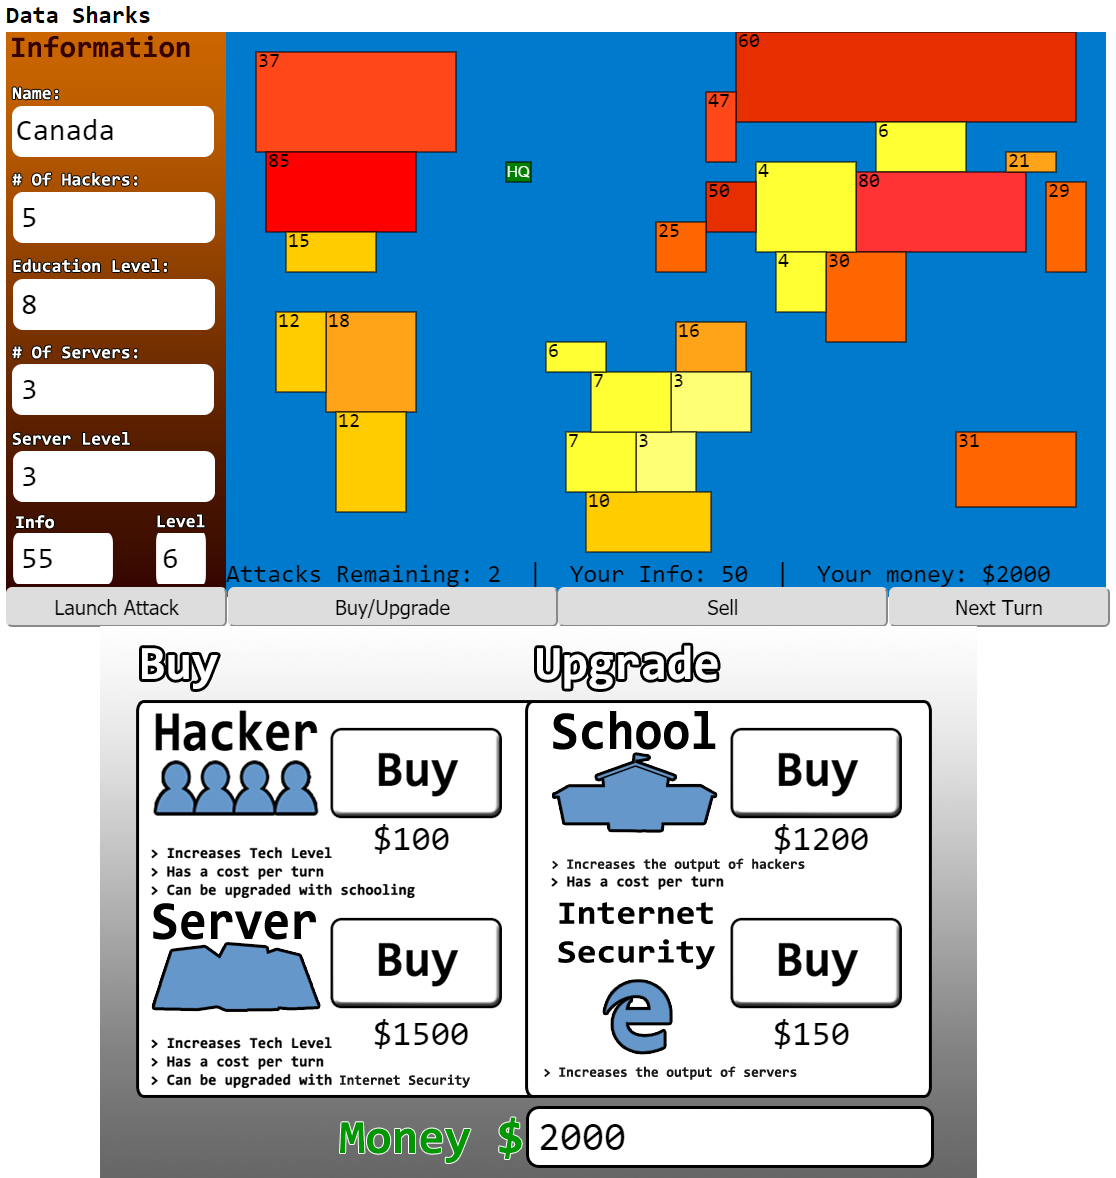 Data Sharks
Information
Name:
Canada
# Of Hackers:
5
Education Level:
8
# Of Servers:
3
Server Level
3
Info Level
55 6
37
60
47
6
85
HQ
4
80
21
50
29
15
25
4
30
12
18
16
6
7
3
12
7
3
31
10
Attacks Remaining: 2 | Your Info: 50 | Your money: $2000
Launch Attack Buy/Upgrade Sell Next Turn
Buy
Hacker
Buy
$100
> Increases Tech Level
> Has a cost per turn
> Can be upgraded with schooling
Server
Buy
$1500
> Increases Tech Level
> Has a cost per turn
> Can be upgraded with Internet Security
Upgrade
School
Buy
$1200
> Increases the output of hackers
> Has a cost per turn
Internet
Security
Buy
$150
> Increases the output of servers
Money $ 2000